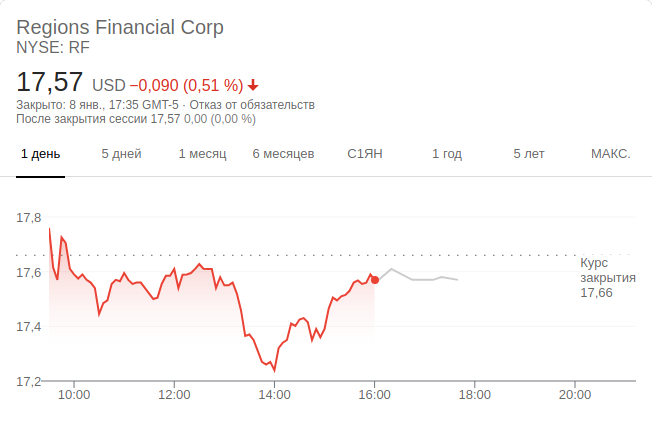 Regions Financial Corp
NYSE: RF
17,57 USD −0,090 (0,51 %)
Закрыто: 8 янв., 17:35 GMT-5 · Отказ от обязательств
После закрытия сессии 17,57 0,00 (0,00 %)
1 день 5 дней 1 месяц 6 месяцев С1ЯН 1 год 5 лет МАКС.
17,8
17,6
17,4
17,2
Курс
закрытия
17,66
10:00 12:00 14:00 16:00 18:00 20:00